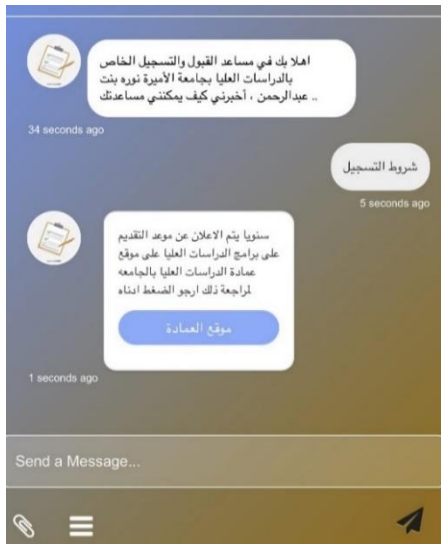 اهلا بك في مساعد القبول والتسجيل الخاص
بالدراسات العليا بجامعة الأميرة نوره بنت
عبدالرحمن ، أخبرني كيف يمكنني مساعدتك ..
34 seconds ago
شروط التسجيل
5 seconds ago
سنويا يتم الاعلان عن موعد التقديم
على برامج الدراسات العليا على موقع
عمادة الدراسات العليا بالجامعه
لمراجعة ذلك ارجو الضغط ادناه
موقع العمادة
1 seconds ago
Send a Message...